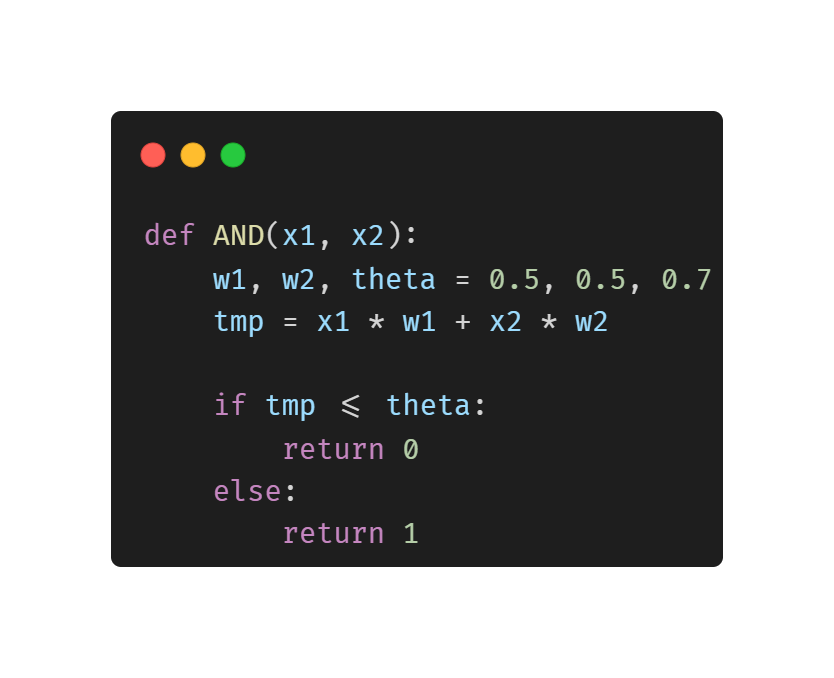 def AND(x1, x2):
    w1, w2, theta = 0.5, 0.5, 0.7
    tmp = x1 * w1 + x2 * w2
    if tmp <= theta:
        return 0
    else:
        return 1